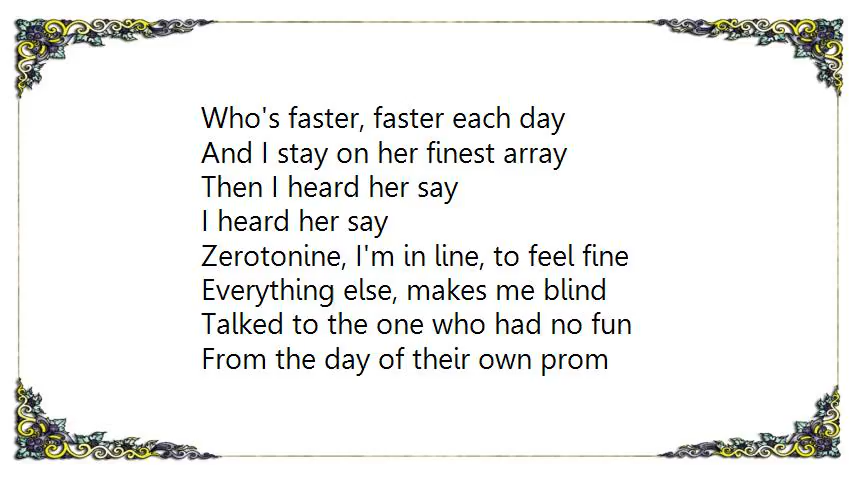 Who's faster, faster each day
And I stay on her finest array
Then I heard her say
I heard her say
Zerotonine, I'm in line, to feel fine
Everything else, makes me blind
Talked to the one who had no fun
From the day of their own prom